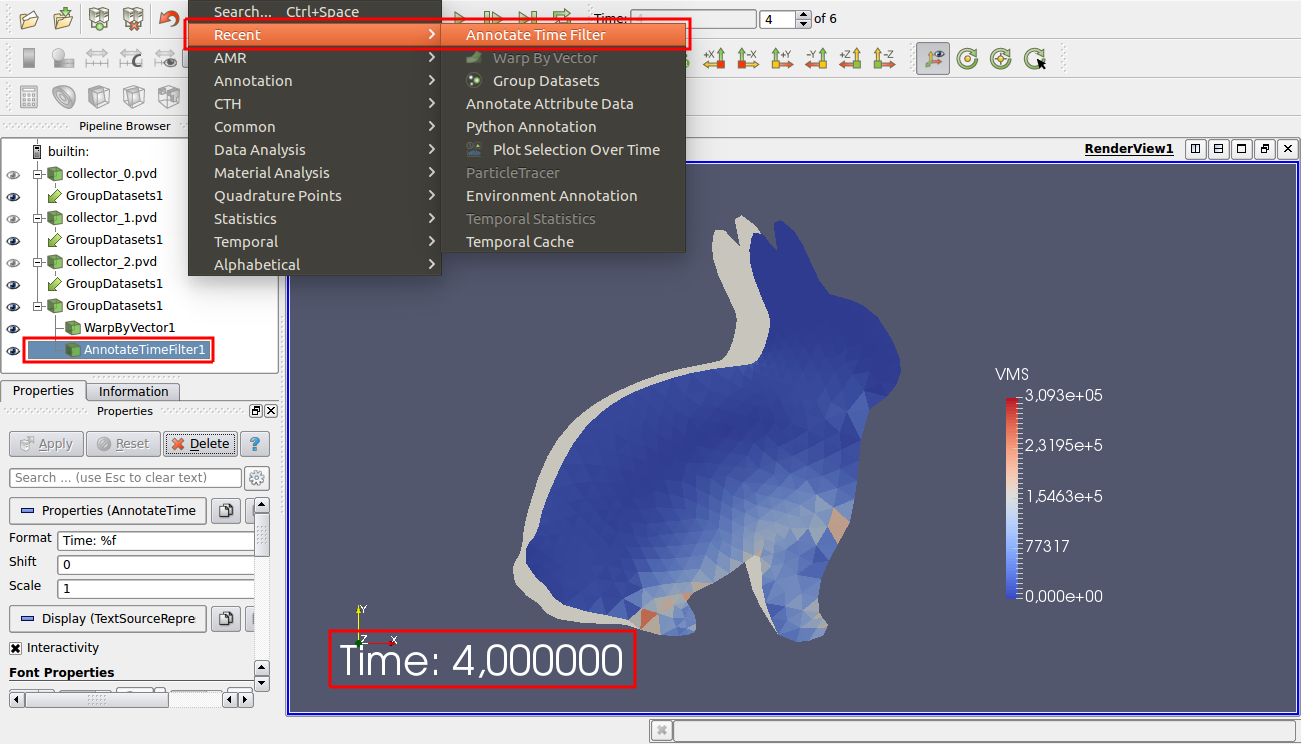 Search... Ctrl+Space
Time:
4
of 6
Recent
Annotate Time Filter
AMR
Warp By Vector
Annotation
Group Datasets
CTH
Annotate Attribute Data
Common
Python Annotation
Data Analysis
Plot Selection Over Time
Material Analysis
ParticleTracer
Quadrature Points
Environment Annotation
Statistics
Temporal Statistics
Temporal
Temporal Cache
Alphabetical
+X
-X
+Y
-Y
+Z
-Z
Pipeline Browser
builtin:
collector_0.pvd
GroupDatasets1
collector_1.pvd
GroupDatasets1
collector_2.pvd
GroupDatasets1
GroupDatasets1
WarpByVector1
AnnotateTimeFilter1
Properties
Information
Properties
Apply
Reset
Delete
?
Search ... (use Esc to clear text)
Properties (AnnotateTime
Format
Time: %f
Shift
0
Scale
1
Display (TextSourceRepre
Interactivity
Font Properties
RenderView1
VMS
3,093e+05
2,3195e+5
1,5463e+5
77317
0,000e+00
Y
Z
X
Time: 4,000000